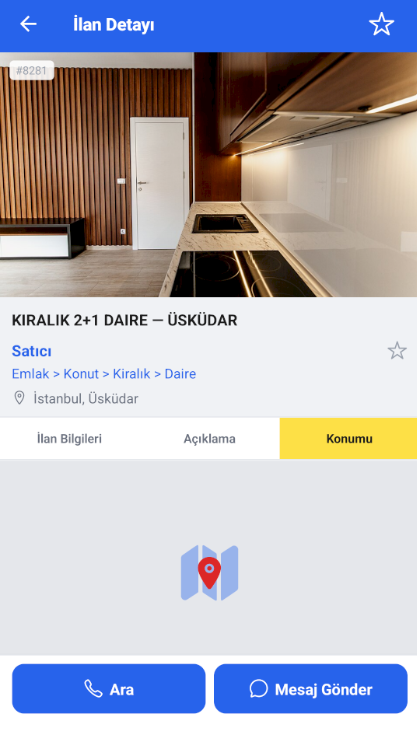 İlan Detayı
#8281
KIRALIK 2+1 DAIRE — ÜSKÜDAR
Satıcı
Emlak > Konut > Kiralık > Daire
İstanbul, Üsküdar
İlan Bilgileri
Açıklama
Konumu
Ara
Mesaj Gönder